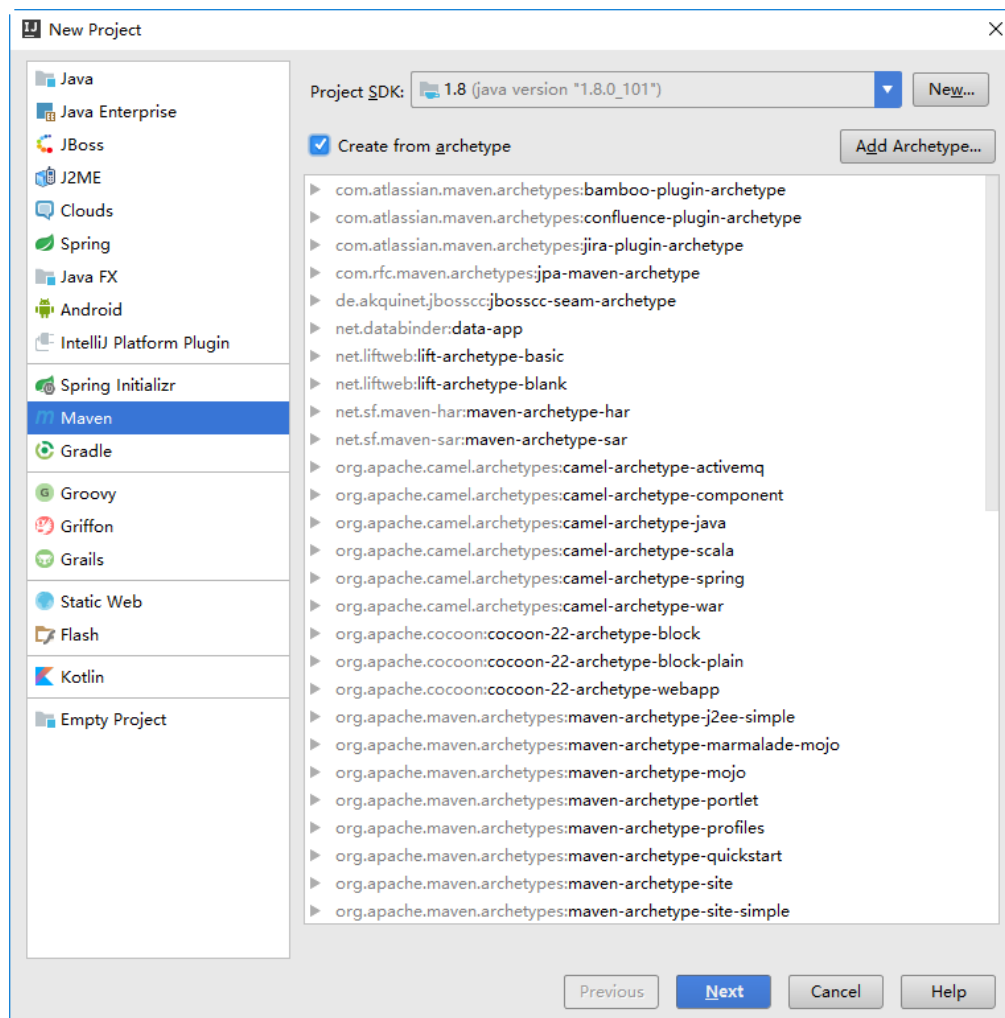 New Project
Java
Java Enterprise
JBoss
J2ME
Clouds
Spring
Java FX
Android
IntelliJ Platform Plugin
Spring Initializr
Maven
Gradle
Groovy
Griffon
Grails
Static Web
Flash
Kotlin
Empty Project
Project SDK: 1.8 (java version "1.8.0_101") New...
Create from archetype Add Archetype...
com.atlassian.maven.archetypes:bamboo-plugin-archetype
com.atlassian.maven.archetypes:confluence-plugin-archetype
com.atlassian.maven.archetypes:jira-plugin-archetype
com.rfc.maven.archetypes:jpa-maven-archetype
de.akquinet.jbosscc:jbosscc-seam-archetype
net.databinder:data-app
net.liftweb:lift-archetype-basic
net.liftweb:lift-archetype-blank
net.sf.maven-har:maven-archetype-har
net.sf.maven-sar:maven-archetype-sar
org.apache.camel.archetypes:camel-archetype-activemq
org.apache.camel.archetypes:camel-archetype-component
org.apache.camel.archetypes:camel-archetype-java
org.apache.camel.archetypes:camel-archetype-scala
org.apache.camel.archetypes:camel-archetype-spring
org.apache.camel.archetypes:camel-archetype-war
org.apache.cocoon:cocoon-22-archetype-block
org.apache.cocoon:cocoon-22-archetype-block-plain
org.apache.cocoon:cocoon-22-archetype-webapp
org.apache.maven.archetypes:maven-archetype-j2ee-simple
org.apache.maven.archetypes:maven-archetype-marmalade-mojo
org.apache.maven.archetypes:maven-archetype-mojo
org.apache.maven.archetypes:maven-archetype-portlet
org.apache.maven.archetypes:maven-archetype-profiles
org.apache.maven.archetypes:maven-archetype-quickstart
org.apache.maven.archetypes:maven-archetype-site
org.apache.maven.archetypes:maven-archetype-site-simple
Previous Next Cancel Help